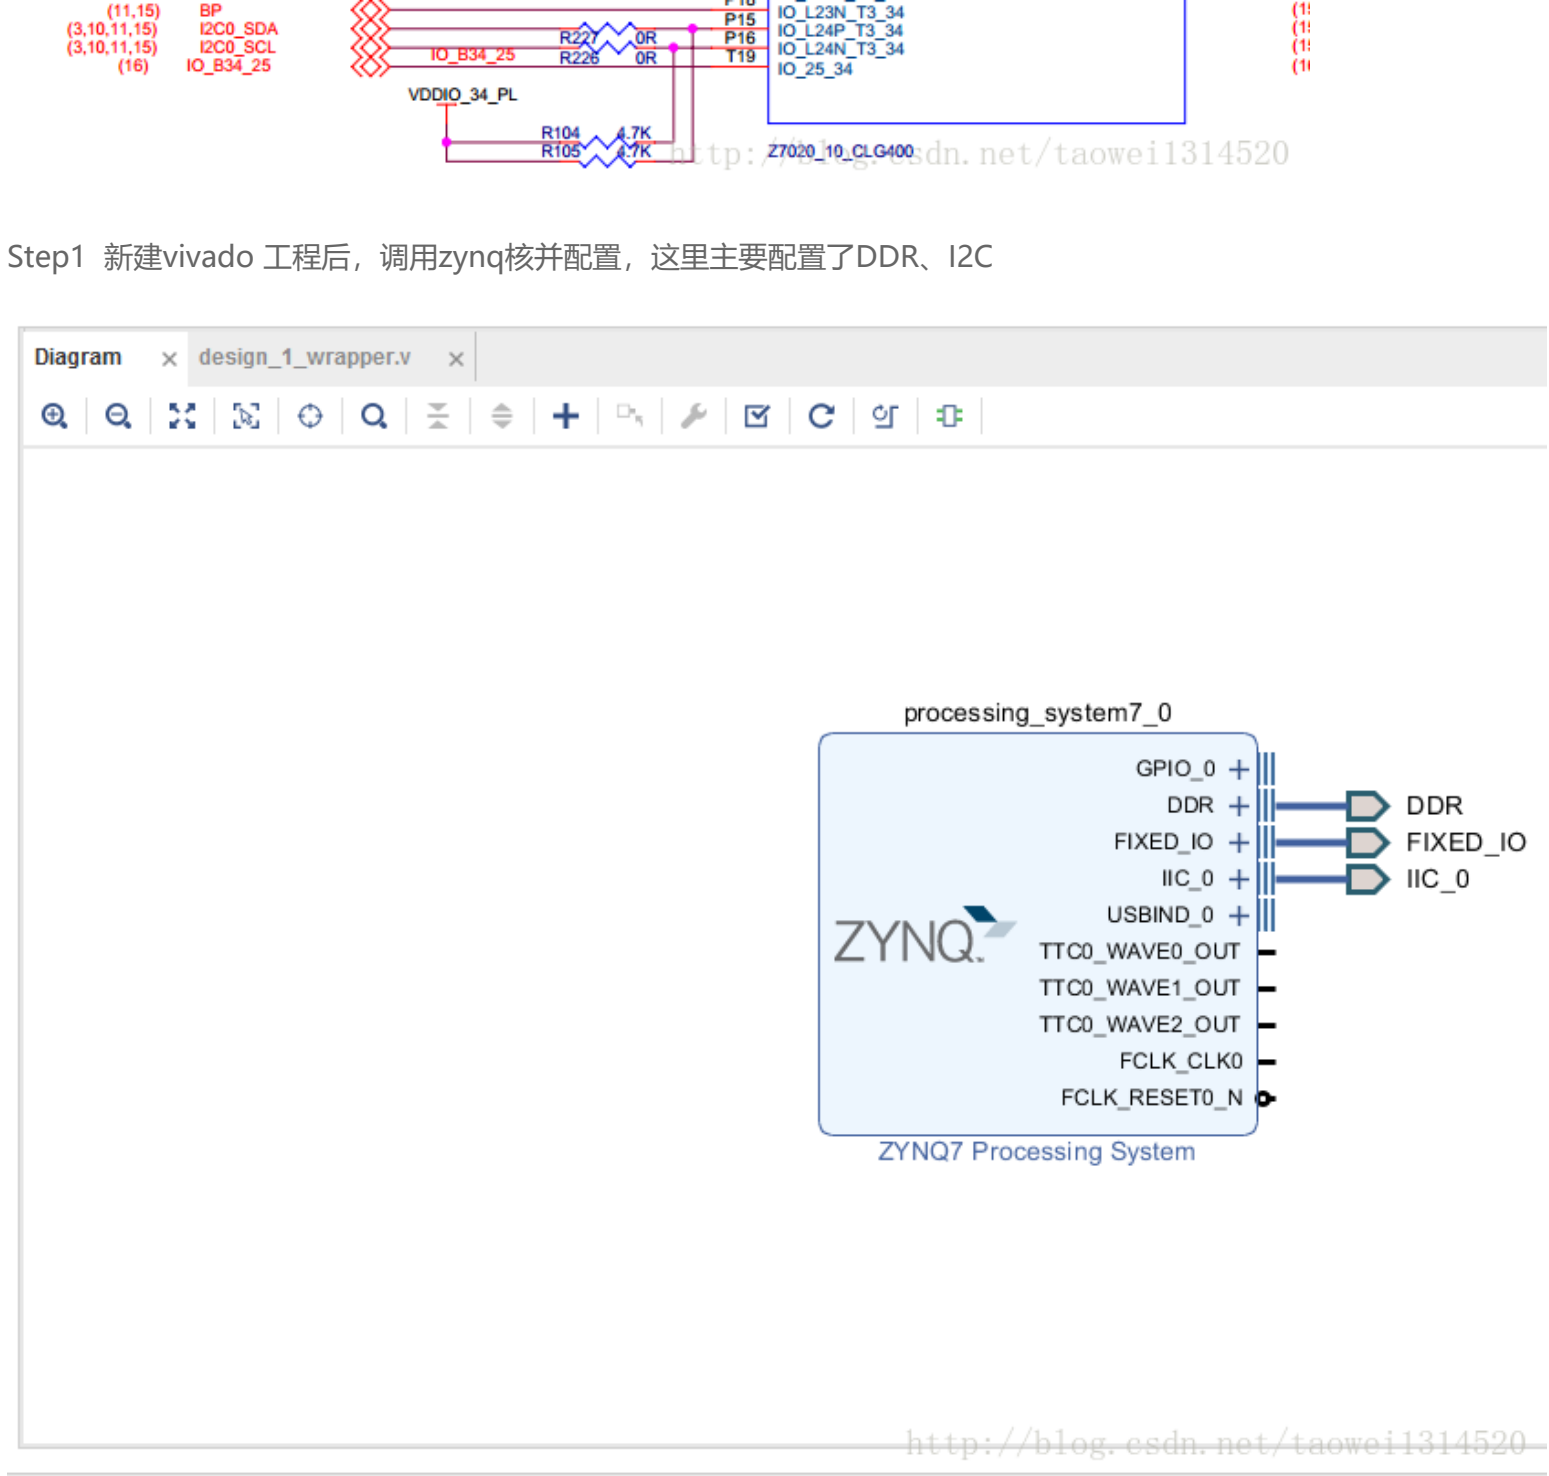 (11,15) BP IO_L23N_T3_34
(3,10,11,15) I2C0_SDA P15 IO_L24P_T3_34
R227 0R
(3,10,11,15) I2C0_SCL P16 IO_L24N_T3_34
R226 0R
(16) IO_B34_25 IO_B34_25 T19 IO_25_34
VDDIO_34_PL
R104 4.7K
R105 4.7K
Z7020_10_CLG400
http://blog.csdn.net/taowei1314520
Step1 新建vivado 工程后，调用zynq核并配置，这里主要配置了DDR、I2C
Diagram × design_1_wrapper.v ×
processing_system7_0
GPIO_0
DDR DDR
FIXED_IO FIXED_IO
IIC_0 IIC_0
USBIND_0
ZYNQ
TTC0_WAVE0_OUT
TTC0_WAVE1_OUT
TTC0_WAVE2_OUT
FCLK_CLK0
FCLK_RESET0_N
ZYNQ7 Processing System
http://blog.csdn.net/taowei1314520